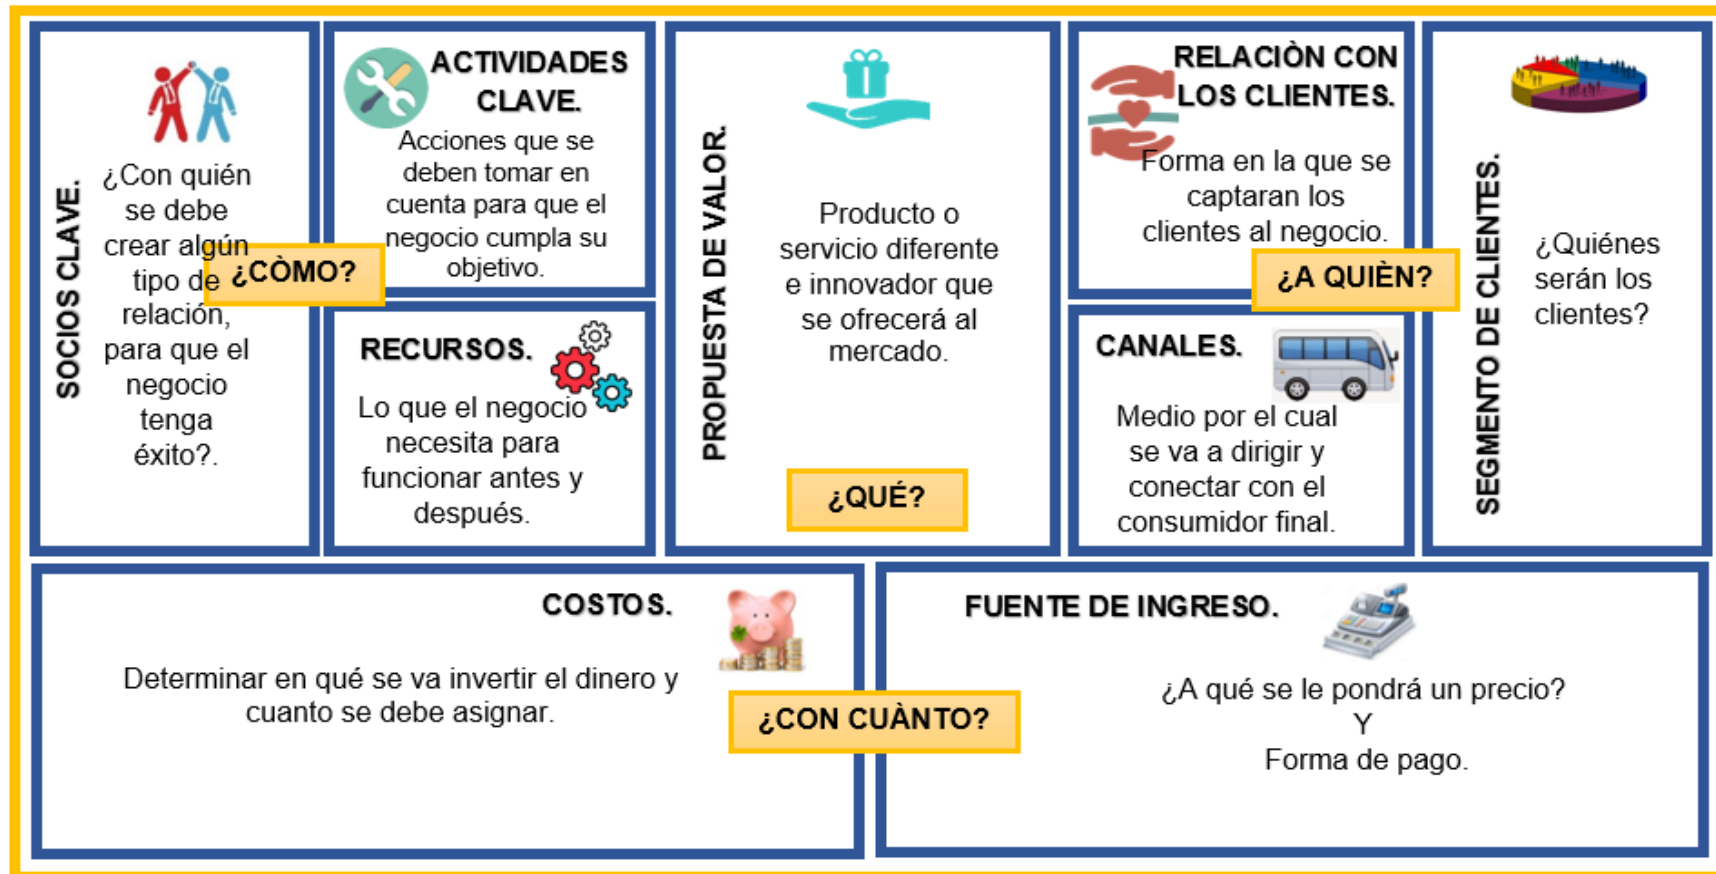 SOCIOS CLAVE.
¿Con quién
se debe
crear algún
tipo de
relación,
para que el
negocio
tenga
éxito?.
¿CÒMO?
ACTIVIDADES
CLAVE.
Acciones que se
deben tomar en
cuenta para que el
negocio cumpla su
objetivo.
RECURSOS.
Lo que el negocio
necesita para
funcionar antes y
después.
PROPUESTA DE VALOR.
Producto o
servicio diferente
e innovador que
se ofrecerá al
mercado.
¿QUÉ?
RELACIÒN CON
LOS CLIENTES.
Forma en la que se
captaran los
clientes al negocio.
¿A QUIÈN?
CANALES.
Medio por el cual
se va a dirigir y
conectar con el
consumidor final.
SEGMENTO DE CLIENTES.
¿Quiénes
serán los
clientes?
COSTOS.
Determinar en qué se va invertir el dinero y
cuanto se debe asignar.
¿CON CUÀNTO?
FUENTE DE INGRESO.
¿A qué se le pondrá un precio?
Y
Forma de pago.